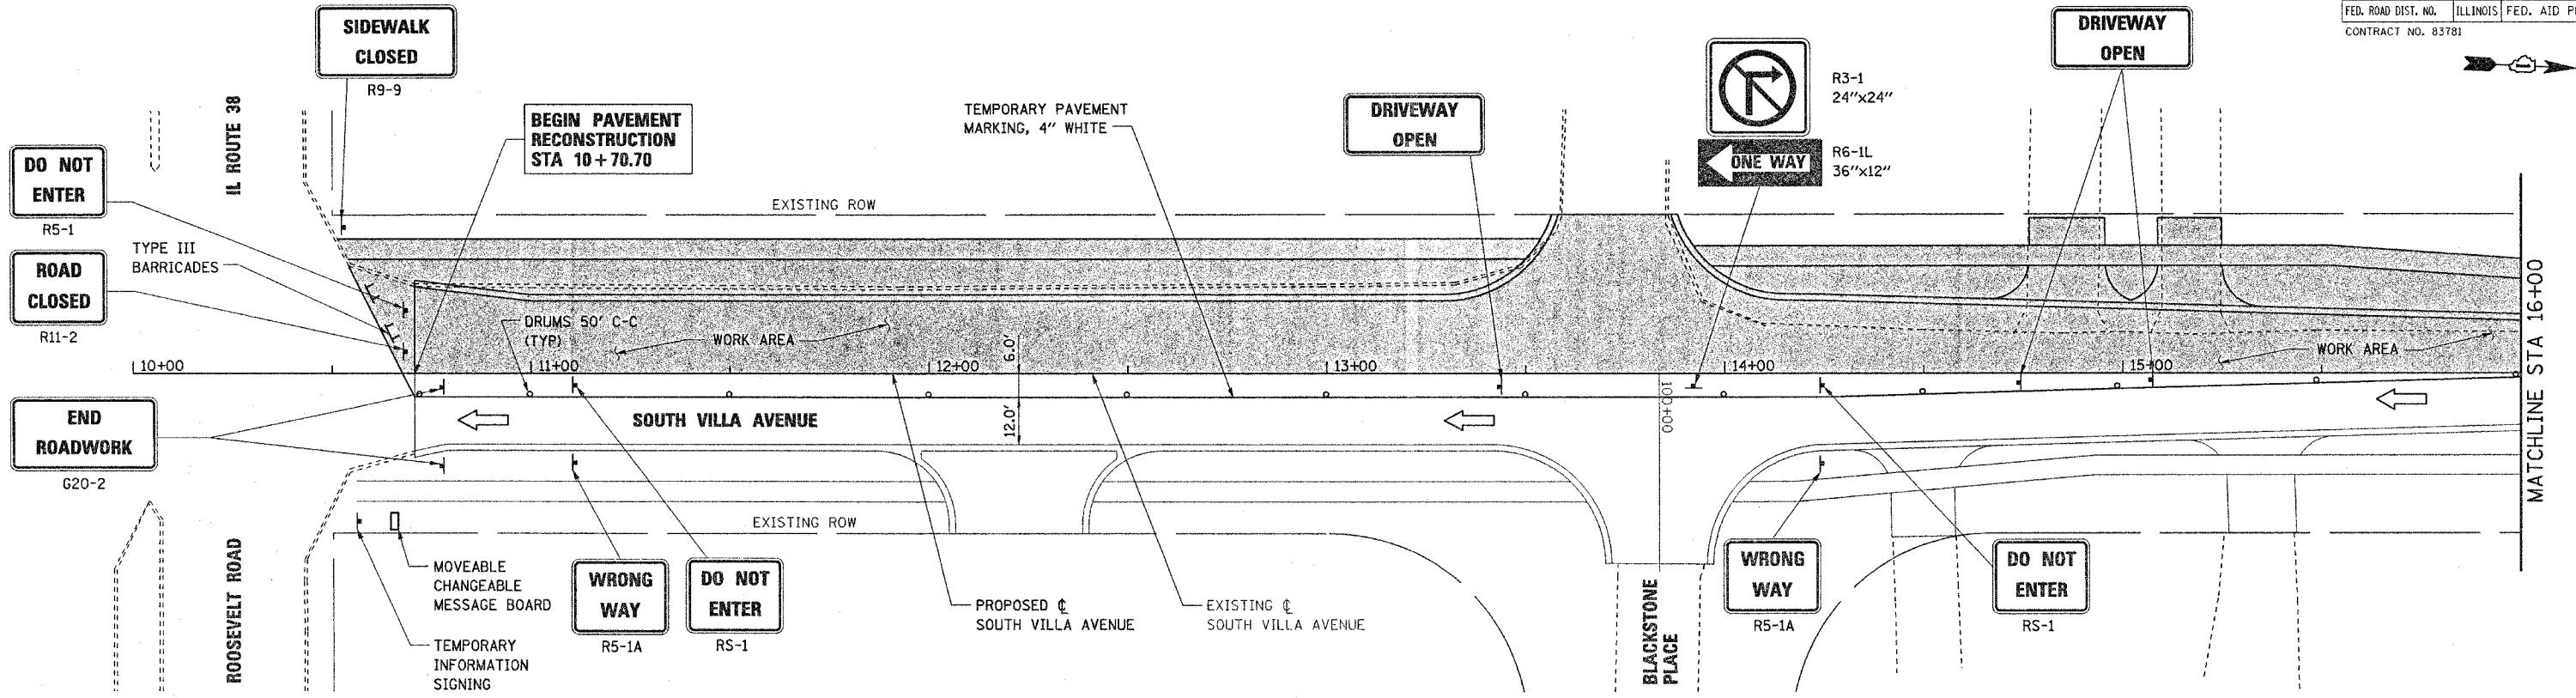 FED. ROAD DIST. NO. ILLINOIS FED. AID
CONTRACT NO. 83781
SIDEWALK
CLOSED
R9-9
IL ROUTE 38
DO NOT
ENTER
R5-1
TYPE III
BARRICADES
ROAD
CLOSED
R11-2
BEGIN PAVEMENT
RECONSTRUCTION
STA 10+70.70
TEMPORARY PAVEMENT
MARKING, 4" WHITE
DRIVEWAY
OPEN
R3-1
24"x24"
ONE WAY
R6-1L
36"x12"
DRIVEWAY
OPEN
EXISTING ROW
DRUMS 50' C-C
(TYP)
WORK AREA
6.0'
WORK AREA
10+00
11+00
12+00
13+00
14+00
15+00
MATCHLINE STA 16+00
END
ROADWORK
G20-2
SOUTH VILLA AVENUE
12.0'
100+00
EXISTING ROW
ROOSEVELT ROAD
MOVEABLE
CHANGEABLE
MESSAGE BOARD
TEMPORARY
INFORMATION
SIGNING
WRONG
WAY
R5-1A
DO NOT
ENTER
RS-1
PROPOSED ℄
SOUTH VILLA AVENUE
EXISTING ℄
SOUTH VILLA AVENUE
BLACKSTONE
PLACE
WRONG
WAY
R5-1A
DO NOT
ENTER
RS-1